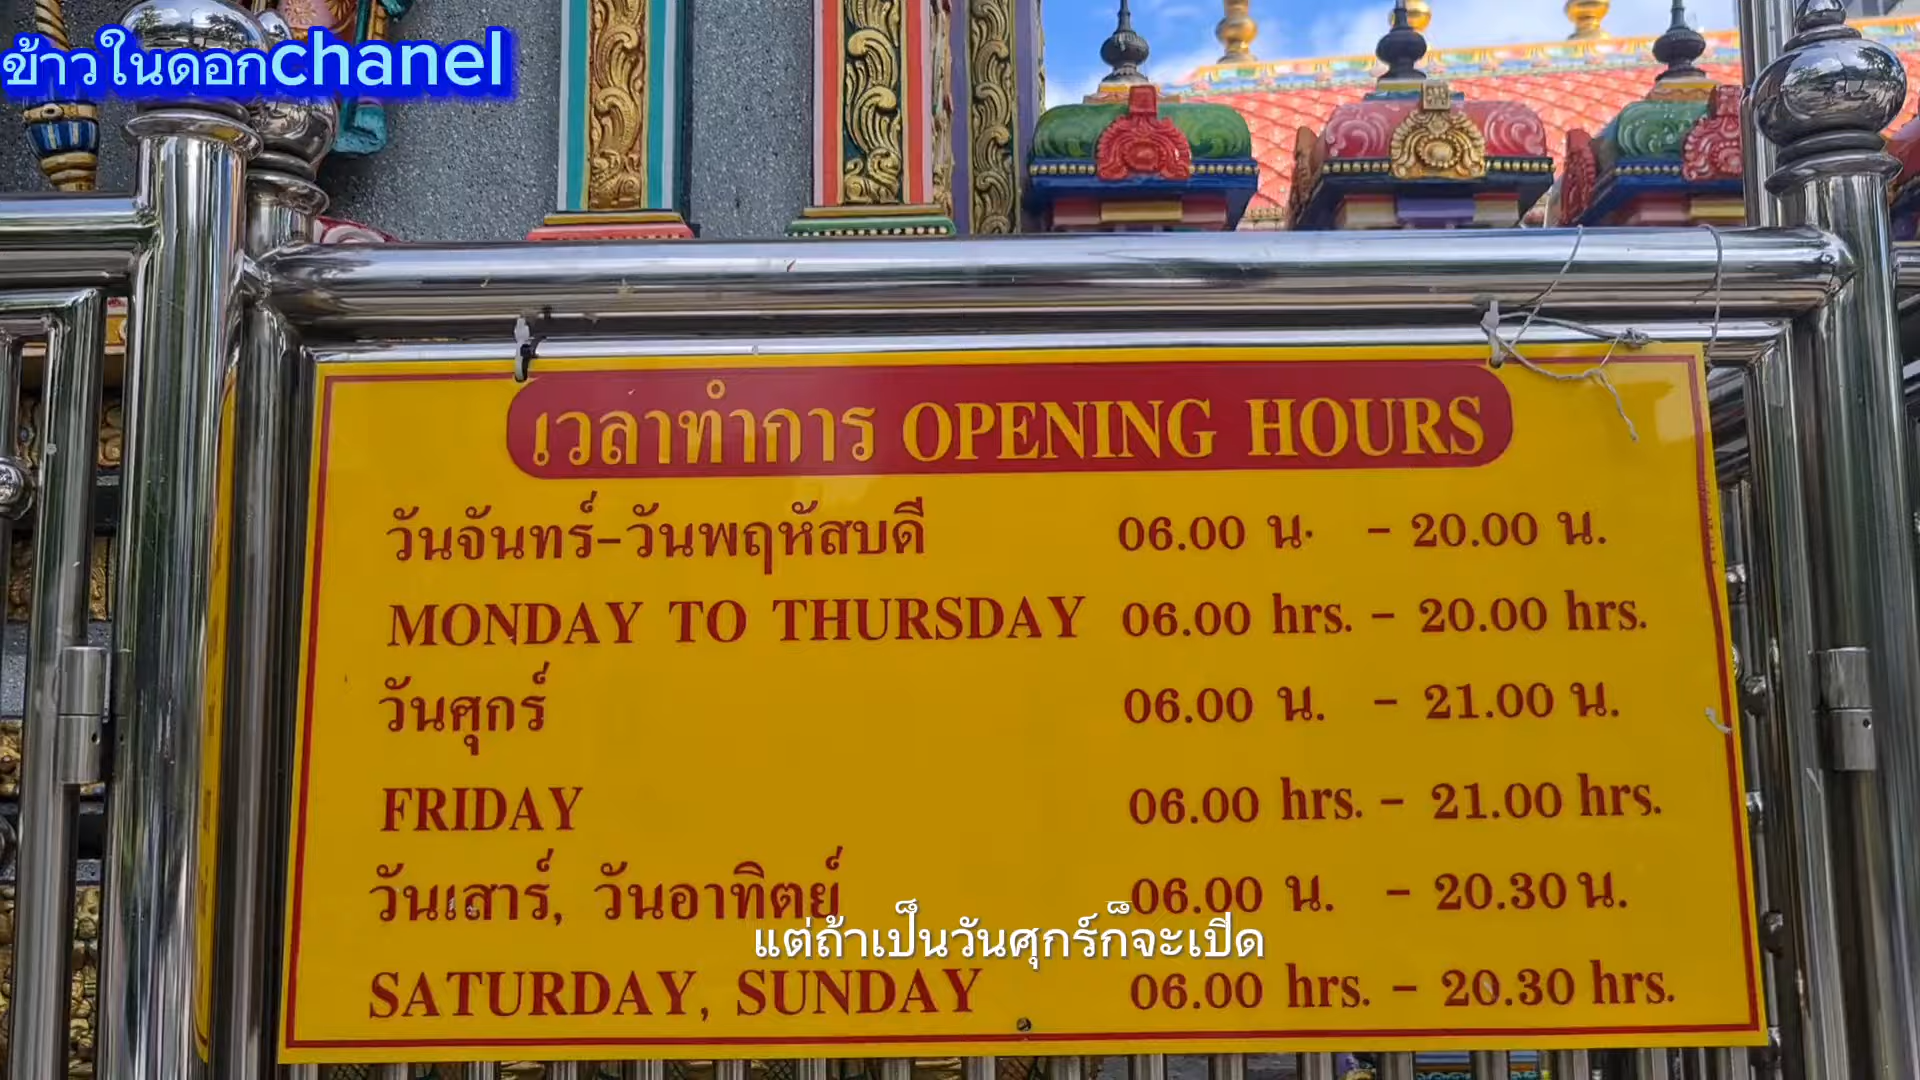 ข้าวในดอกchanel
เวลาทำการ OPENING HOURS
วันจันทร์-วันพฤหัสบดี 06.00 น. - 20.00 น.
MONDAY TO THURSDAY 06.00 hrs. - 20.00 hrs.
วันศุกร์ 06.00 น. - 21.00 น.
FRIDAY 06.00 hrs. - 21.00 hrs.
วันเสาร์, วันอาทิตย์ 06.00 น. - 20.30 น.
แต่ถ้าเป็นวันศุกร์ก็จะเปิด
SATURDAY, SUNDAY 06.00 hrs. - 20.30 hrs.